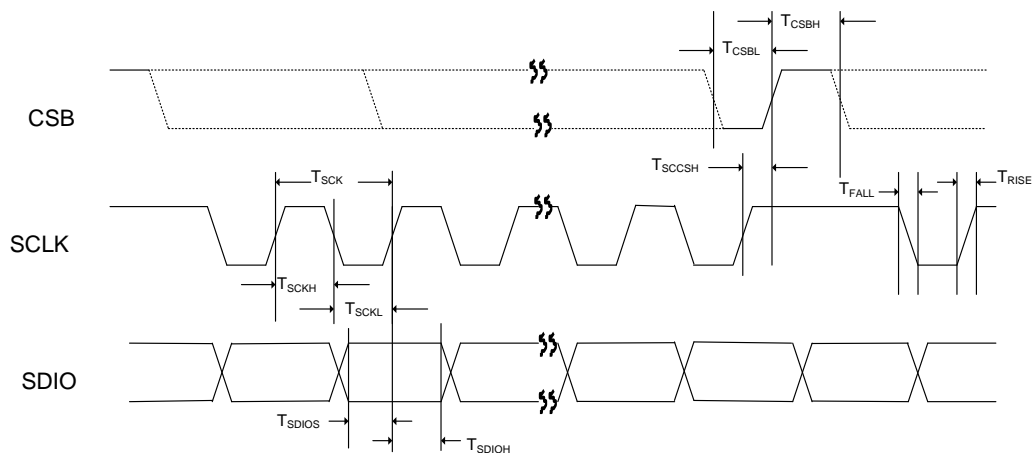 T_CSBH
T_CSBL
CSB
T_SCCSH
T_SCK
T_FALL
T_RISE
SCLK
T_SCKH
T_SCKL
SDIO
T_SDIOS
T_SDIOH